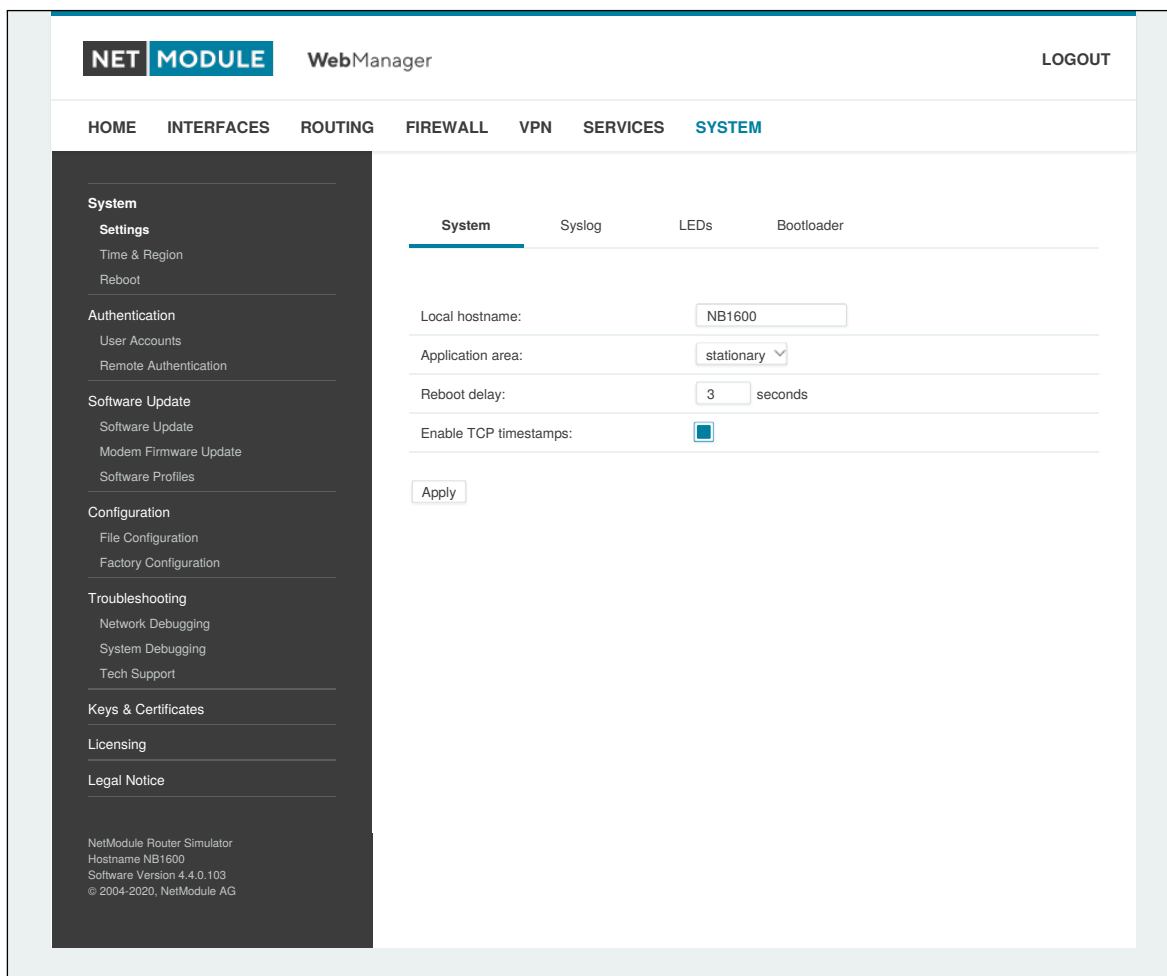 NET MODULE WebManager LOGOUT
HOME INTERFACES ROUTING FIREWALL VPN SERVICES SYSTEM
System
Settings
Time & Region
Reboot
Authentication
User Accounts
Remote Authentication
Software Update
Software Update
Modem Firmware Update
Software Profiles
Configuration
File Configuration
Factory Configuration
Troubleshooting
Network Debugging
System Debugging
Tech Support
Keys & Certificates
Licensing
Legal Notice
NetModule Router Simulator
Hostname NB1600
Software Version 4.4.0.103
© 2004-2020, NetModule AG
System Syslog LEDs Bootloader
Local hostname: NB1600
Application area: stationary
Reboot delay: 3 seconds
Enable TCP timestamps:
Apply